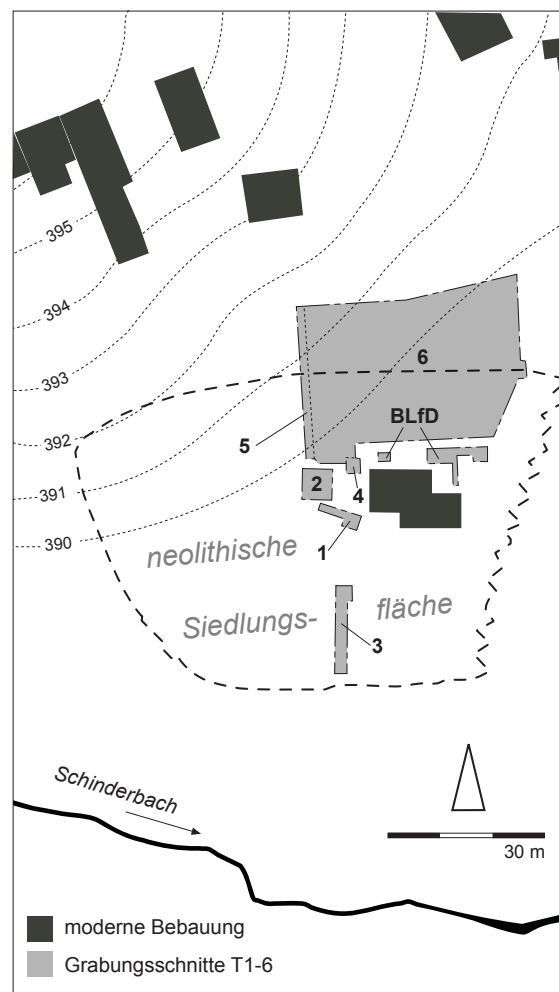 395
394
393
392
391
390
6
BLfD
5
2
4
1
neolithische
Siedlungs-
fläche
3
Schinderbach
30 m
moderne Bebauung
Grabungsschnitte T1-6